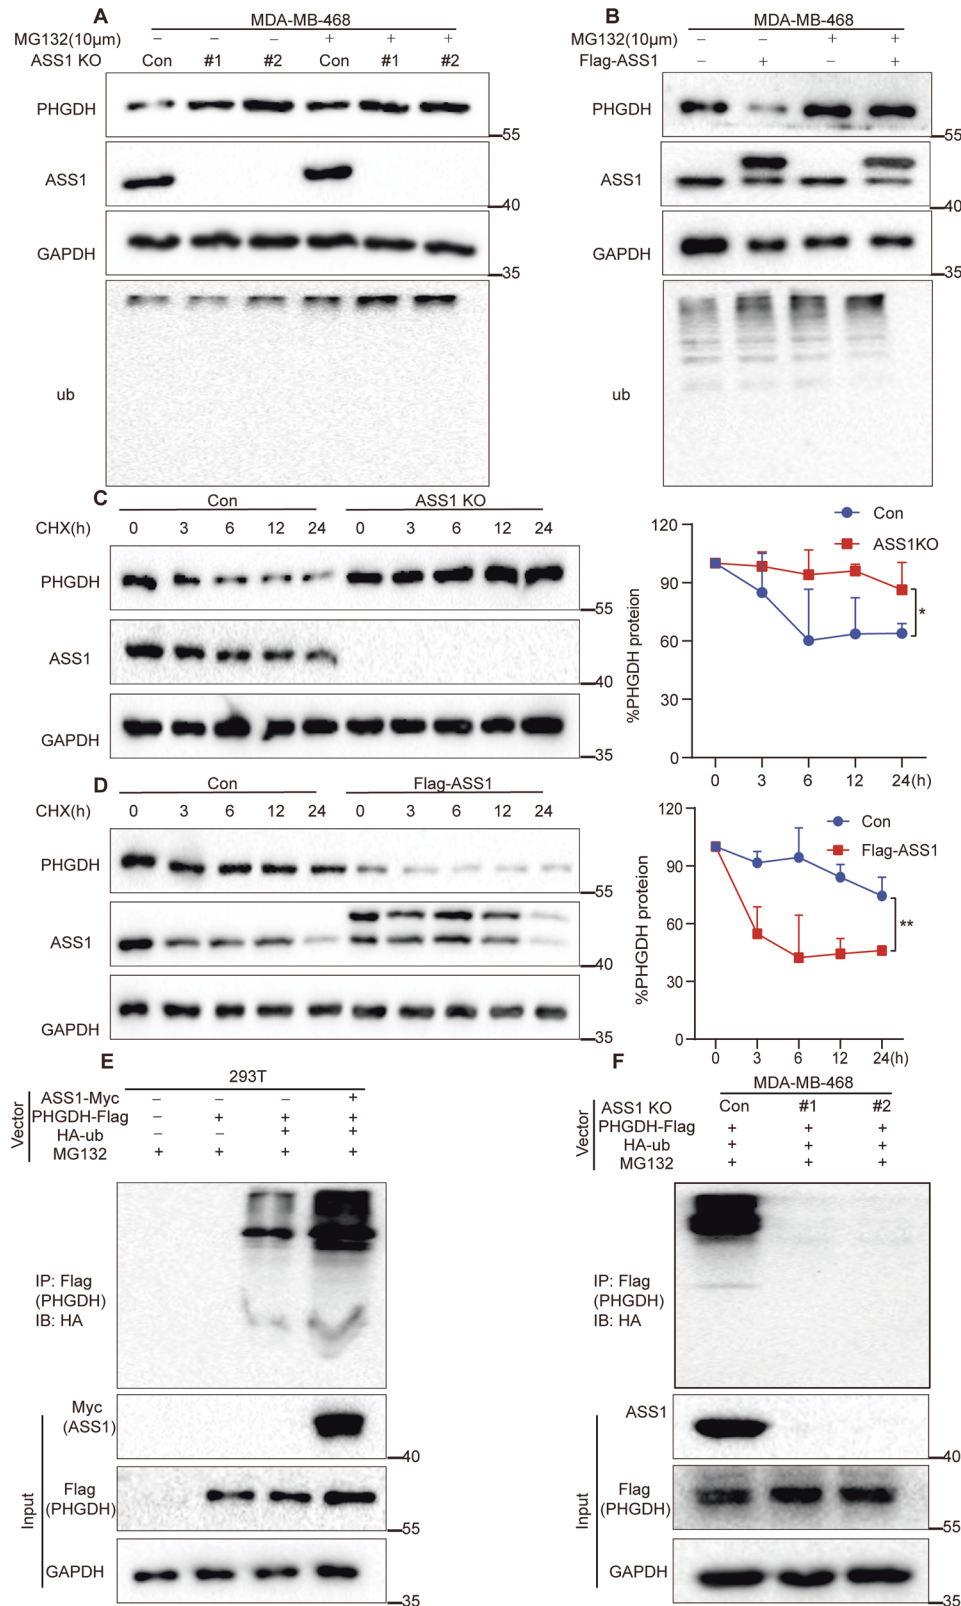 A
MDA-MB-468
MG132(10μm) – – – + + +
ASS1 KO Con #1 #2 Con #1 #2
PHGDH
55
ASS1
40
GAPDH
35
ub
B
MDA-MB-468
MG132(10μm) – – + +
Flag-ASS1 – + – +
PHGDH
55
ASS1
40
GAPDH
35
ub
C
Con ASS1 KO
CHX(h) 0 3 6 12 24 0 3 6 12 24
PHGDH
55
ASS1
40
GAPDH
35
Con
ASS1KO
%PHGDH proteion
120
90
60
30
0
*
0 3 6 12 24(h)
D
Con Flag-ASS1
CHX(h) 0 3 6 12 24 0 3 6 12 24
PHGDH
55
ASS1
40
GAPDH
35
Con
Flag-ASS1
%PHGDH proteion
120
90
60
30
0
**
0 3 6 12 24(h)
E
293T
Vector
ASS1-Myc – – – +
PHGDH-Flag – + + +
HA-ub – – + +
MG132 + + + +
IP: Flag
(PHGDH)
IB: HA
Input
Myc
(ASS1)
40
Flag
(PHGDH)
55
GAPDH
35
F
MDA-MB-468
Vector
ASS1 KO Con #1 #2
PHGDH-Flag + + +
HA-ub + + +
MG132 + + +
IP: Flag
(PHGDH)
IB: HA
Input
ASS1
40
Flag
(PHGDH)
55
GAPDH
35